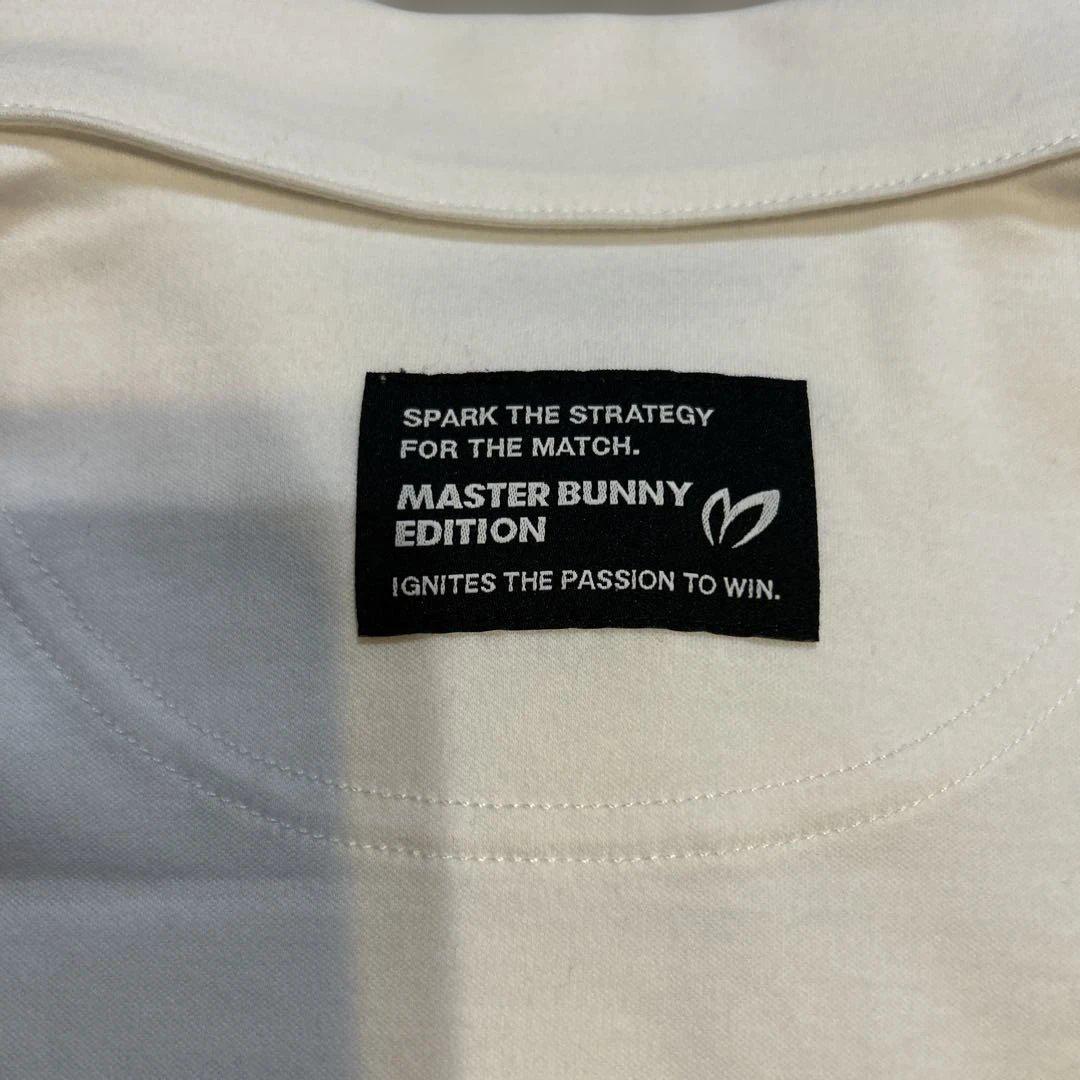 SPARK THE STRATEGY
FOR THE MATCH.
MASTER BUNNY
EDITION
IGNITES THE PASSION TO WIN.